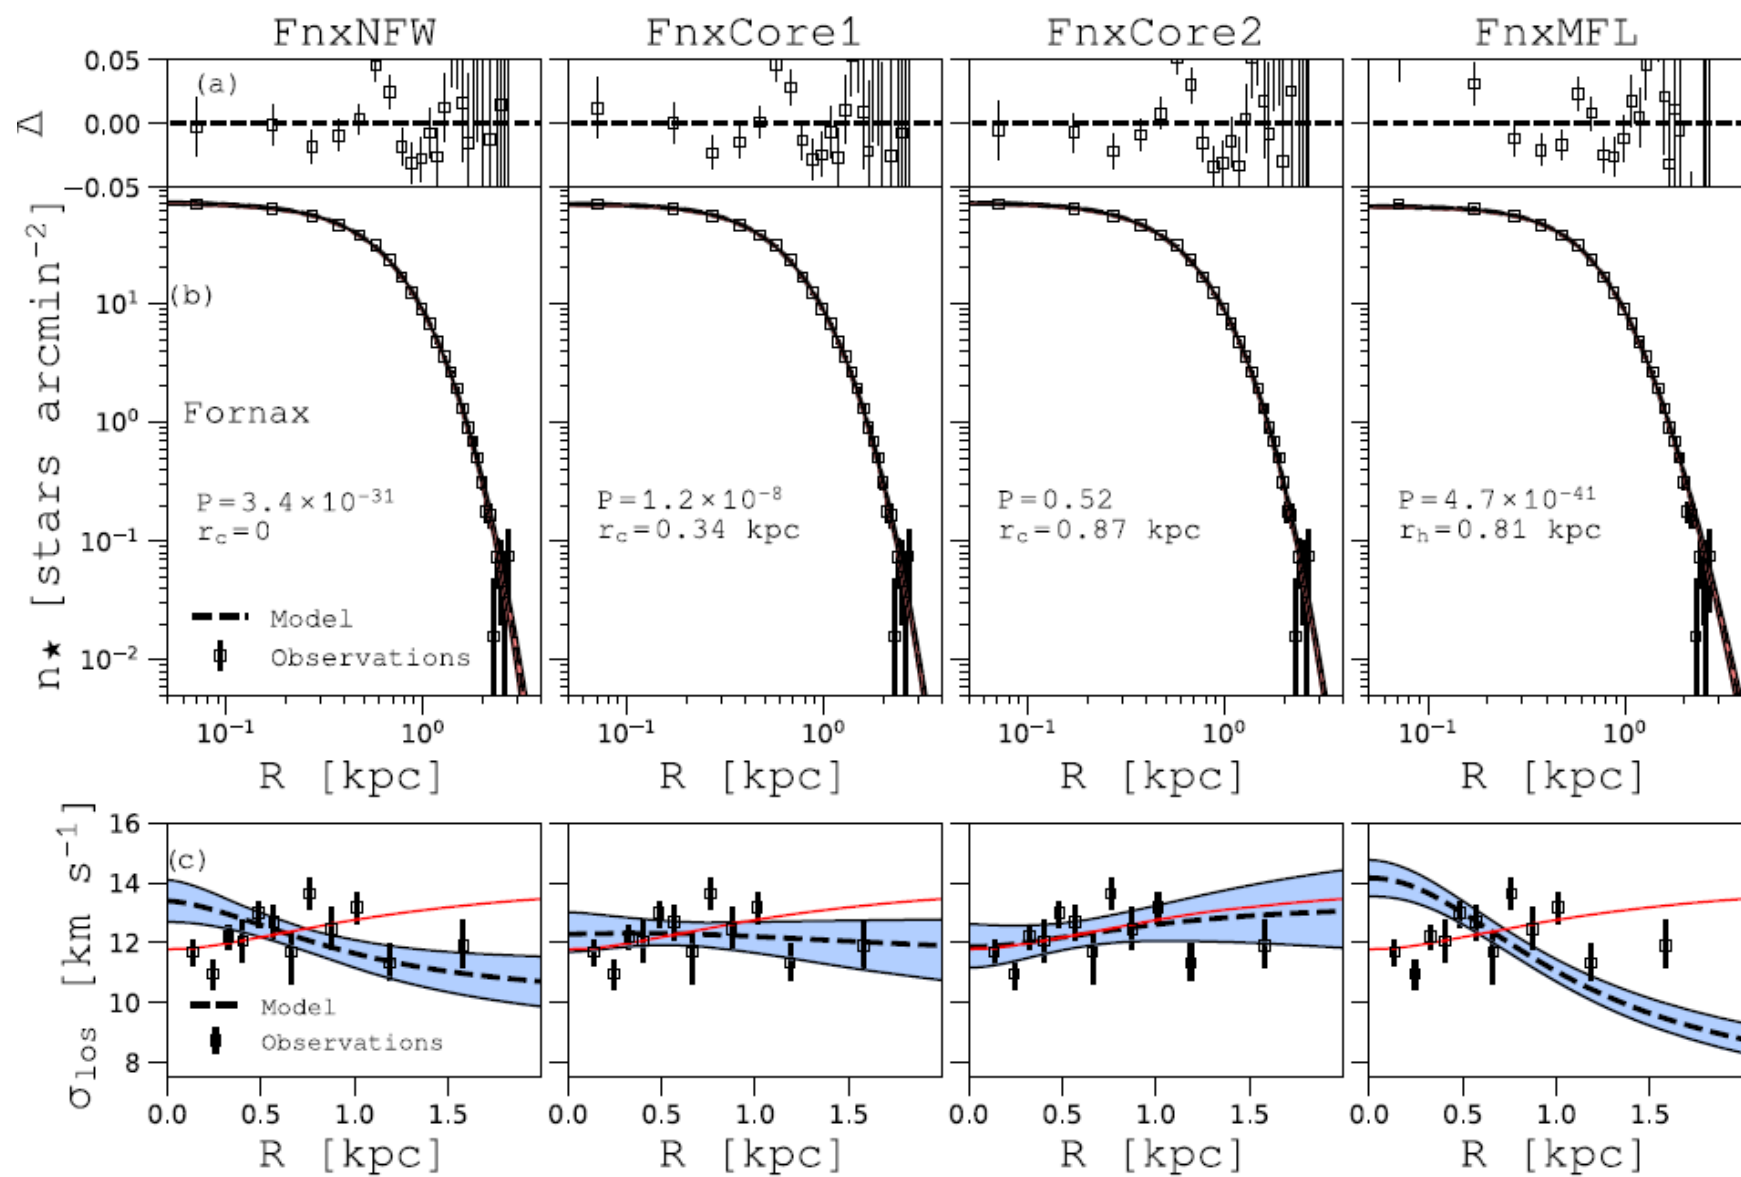 FnxNFW FnxCore1 FnxCore2 FnxMFL
0.05
(a)
Δ
0.00
−0.05
n★ [stars arcmin⁻²]
10¹
(b)
10⁰
Fornax
P=3.4×10⁻³¹
r_c=0
P=1.2×10⁻⁸
r_c=0.34 kpc
P=0.52
r_c=0.87 kpc
P=4.7×10⁻⁴¹
r_h=0.81 kpc
10⁻¹
Model
Observations
10⁻²
10⁻¹ 10⁰ 10⁻¹ 10⁰ 10⁻¹ 10⁰ 10⁻¹ 10⁰
R [kpc] R [kpc] R [kpc] R [kpc]
σ_los [km s⁻¹]
16
(c)
14
12
10
Model
Observations
8
0.0 0.5 1.0 1.5 0.0 0.5 1.0 1.5 0.0 0.5 1.0 1.5 0.0 0.5 1.0 1.5
R [kpc] R [kpc] R [kpc] R [kpc]